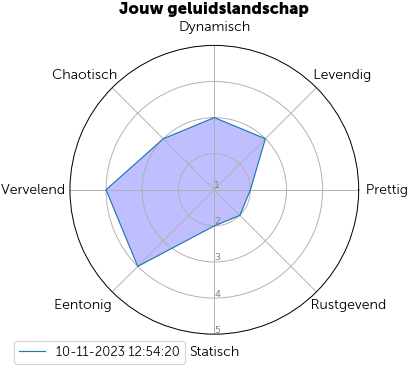 Jouw geluidslandschap
Dynamisch
Chaotisch
Levendig
Vervelend
1
Prettig
2
3
Eentonig
4
Rustgevend
5
10-11-2023 12:54:20
Statisch